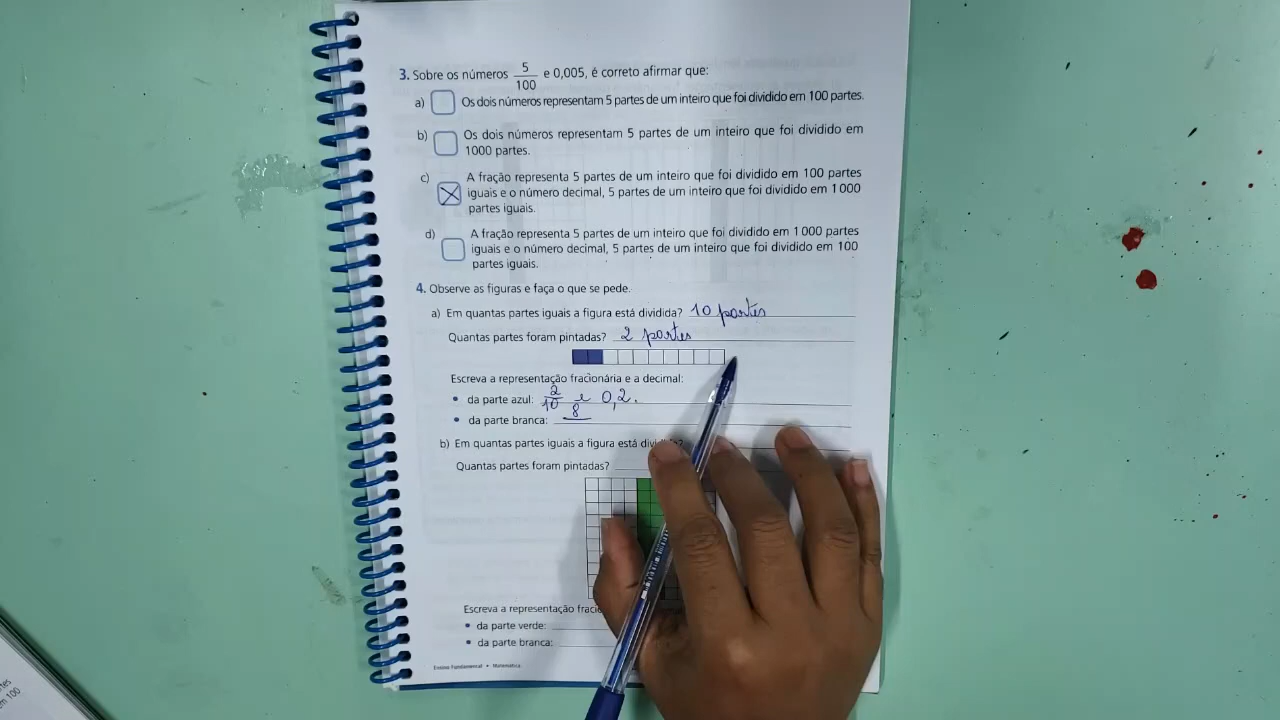 3. Sobre os números 5/100 e 0,005, é correto afirmar que:
a) Os dois números representam 5 partes de um inteiro que foi dividido em 100 partes.
b) Os dois números representam 5 partes de um inteiro que foi dividido em
1000 partes.
c) A fração representa 5 partes de um inteiro que foi dividido em 100 partes
iguais e o número decimal, 5 partes de um inteiro que foi dividido em 1 000
partes iguais.
d) A fração representa 5 partes de um inteiro que foi dividido em 1 000 partes
iguais e o número decimal, 5 partes de um inteiro que foi dividido em 100
partes iguais.
4. Observe as figuras e faça o que se pede.
a) Em quantas partes iguais a figura está dividida? 10 partes
Quantas partes foram pintadas? 2 partes
Escreva a representação fracionária e a decimal:
• da parte azul: 2/10 e 0,2.
• da parte branca: 8
b) Em quantas partes iguais a figura está dividida?
Quantas partes foram pintadas?
Escreva a representação
• da parte verde:
• da parte branca:
Ensino Fundamental • Matemática
em 100